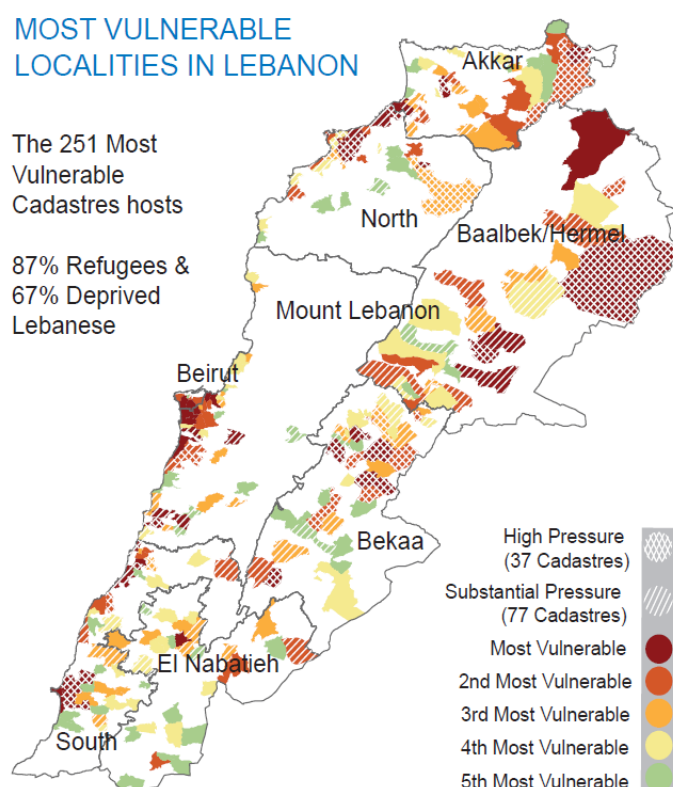 MOST VULNERABLE
LOCALITIES IN LEBANON
The 251 Most
Vulnerable
Cadastres hosts
87% Refugees &
67% Deprived
Lebanese
Akkar
North
Baalbek/Hermel
Mount Lebanon
Beirut
Bekaa
El Nabatieh
South
High Pressure
(37 Cadastres)
Substantial Pressure
(77 Cadastres)
Most Vulnerable
2nd Most Vulnerable
3rd Most Vulnerable
4th Most Vulnerable
5th Most Vulnerable